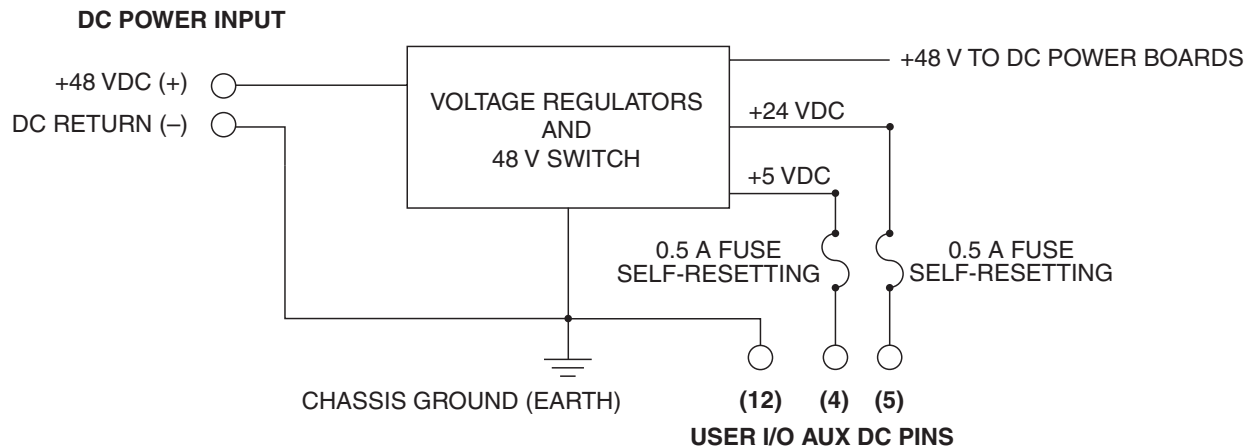 DC POWER INPUT
+48 VDC (+)
DC RETURN (–)
VOLTAGE REGULATORS
AND
48 V SWITCH
+48 V TO DC POWER BOARDS
+24 VDC
+5 VDC
0.5 A FUSE
SELF-RESETTING
0.5 A FUSE
SELF-RESETTING
CHASSIS GROUND (EARTH)
(12) (4) (5)
USER I/O AUX DC PINS